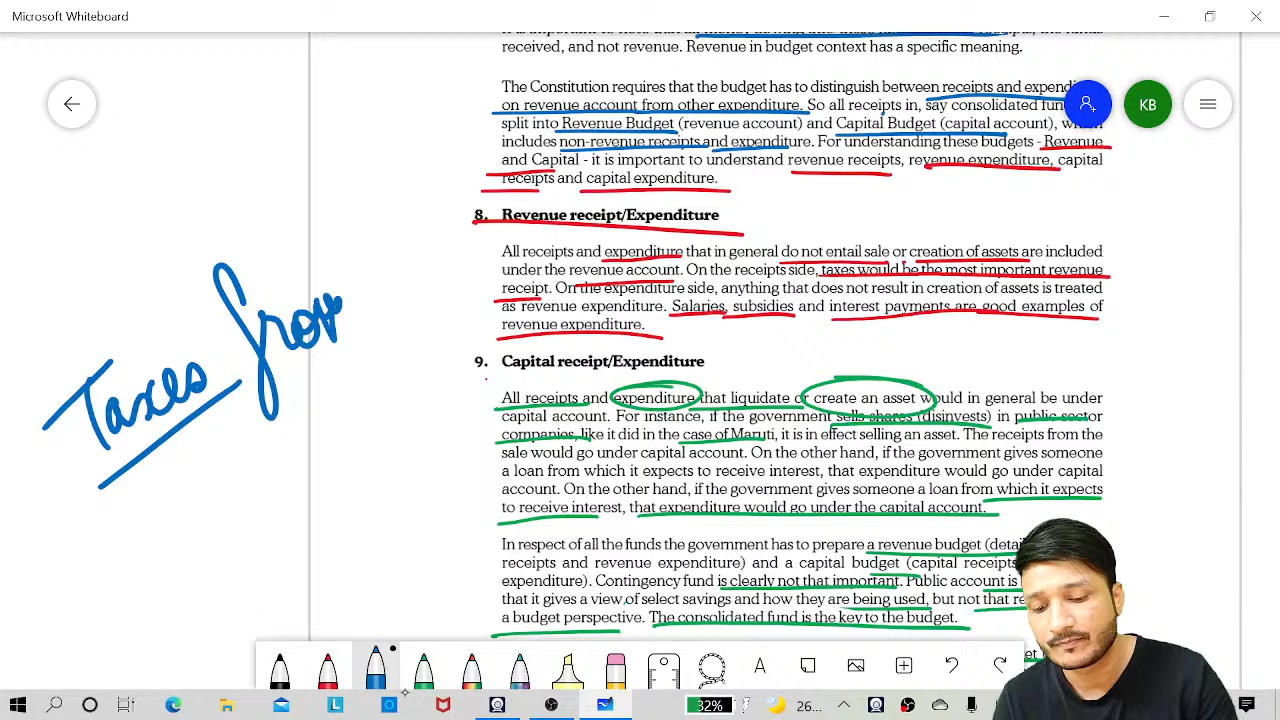 Microsoft Whiteboard
received, and not revenue. Revenue in budget context has a specific meaning.
The Constitution requires that the budget has to distinguish between receipts and
on revenue account from other expenditure. So all receipts in, say consolidated
split into Revenue Budget (revenue account) and Capital Budget (capital account),
KB
includes non-revenue receipts and expenditure. For understanding these budgets - Revenue
and Capital - it is important to understand revenue receipts, revenue expenditure, capital
receipts and capital expenditure.
8. Revenue receipt/Expenditure
All receipts and expenditure that in general do not entail sale or creation of assets are included
under the revenue account. On the receipts side, taxes would be the most important revenue
receipt. On the expenditure side, anything that does not result in creation of assets is treated
as revenue expenditure. Salaries, subsidies and interest payments are good examples of
revenue expenditure.
Taxes from
9. Capital receipt/Expenditure
All receipts and expenditure that liquidate or create an asset would in general be under
capital account. For instance, if the government sells shares (disinvests) in public sector
companies, like it did in the case of Maruti, it is in effect selling an asset. The receipts from the
sale would go under capital account. On the other hand, if the government gives someone
a loan from which it expects to receive interest, that expenditure would go under capital
account. On the other hand, if the government gives someone a loan from which it expects
to receive interest, that expenditure would go under the capital account.
In respect of all the funds the government has to prepare a revenue budget
receipts and revenue expenditure) and a capital budget (capital receipts
expenditure). Contingency fund is clearly not that important. Public account is
that it gives a view of select savings and how they are being used, but not that
a budget perspective. The consolidated fund is the key to the budget.
32%
26...